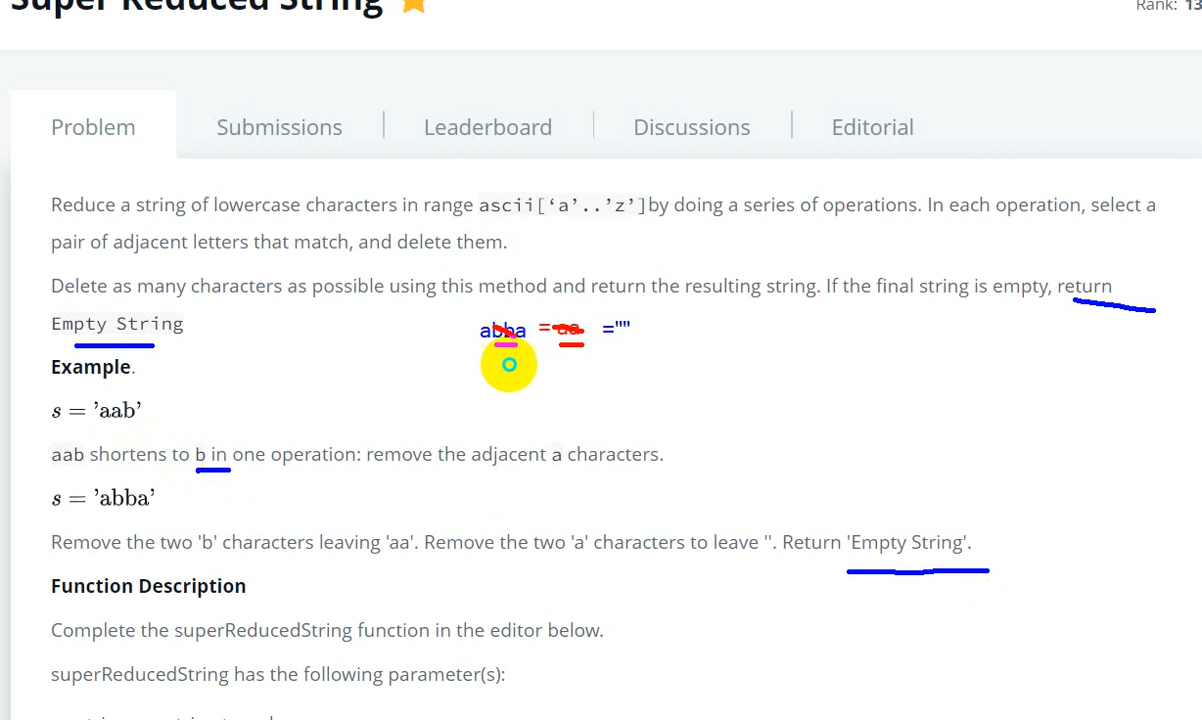 Super Reduced String
Rank: 13
Problem
Submissions
Leaderboard
Discussions
Editorial
Reduce a string of lowercase characters in range ascii[‘a’..’z’]by doing a series of operations. In each operation, select a
pair of adjacent letters that match, and delete them.
Delete as many characters as possible using this method and return the resulting string. If the final string is empty, return
Empty String
abba =aa =""
Example.
s = ’aab’
aab shortens to b in one operation: remove the adjacent a characters.
s = ’abba’
Remove the two 'b' characters leaving 'aa'. Remove the two 'a' characters to leave ''. Return 'Empty String'.
Function Description
Complete the superReducedString function in the editor below.
superReducedString has the following parameter(s):